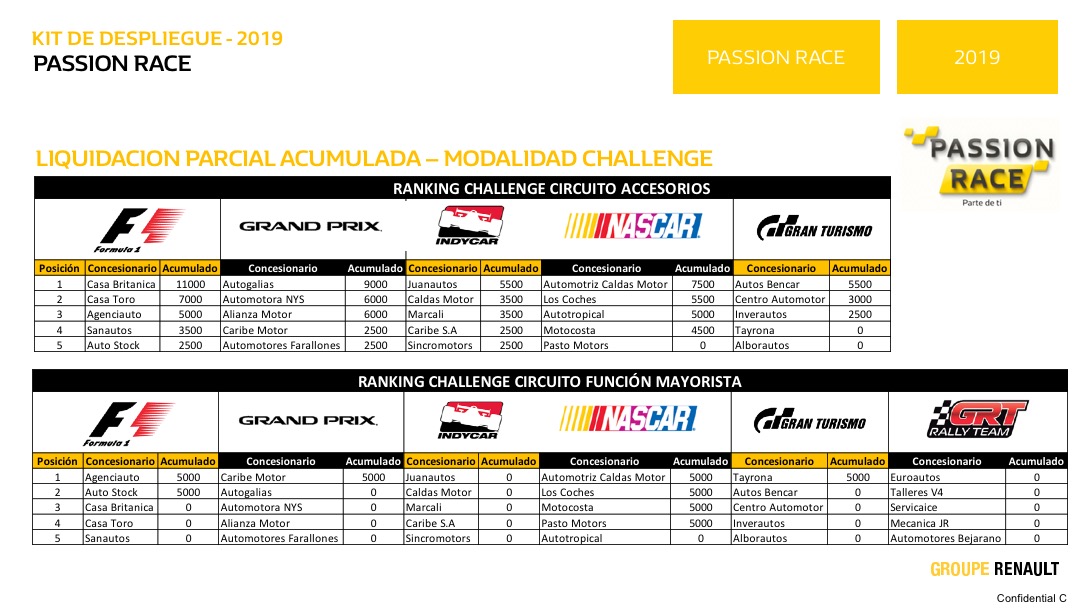 KIT DE DESPLIEGUE - 2019
PASSION RACE
PASSION RACE
2019
PASSION
RACE
Parte de ti
LIQUIDACION PARCIAL ACUMULADA – MODALIDAD CHALLENGE
RANKING CHALLENGE CIRCUITO ACCESORIOS
F1 Formula 1 GRAND PRIX INDYCAR NASCAR GRAN TURISMO
Posición Concesionario Acumulado Concesionario Acumulado Concesionario Acumulado Concesionario Acumulado Concesionario Acumulado
1 Casa Britanica 11000 Autogalias 9000 Juanautos 5500 Automotriz Caldas Motor 7500 Autos Bencar 5500
2 Casa Toro 7000 Automotora NYS 6000 Caldas Motor 3500 Los Coches 5500 Centro Automotor 3000
3 Agenciauto 5000 Alianza Motor 6000 Marcali 3500 Autotropical 5000 Inverautos 2500
4 Sanautos 3500 Caribe Motor 2500 Caribe S.A 2500 Motocosta 4500 Tayrona 0
5 Auto Stock 2500 Automotores Farallones 2500 Sincromotors 2500 Pasto Motors 0 Alborautos 0
RANKING CHALLENGE CIRCUITO FUNCIÓN MAYORISTA
F1 Formula 1 GRAND PRIX INDYCAR NASCAR GRAN TURISMO GRT RALLY TEAM
Posición Concesionario Acumulado Concesionario Acumulado Concesionario Acumulado Concesionario Acumulado Concesionario Acumulado Concesionario Acumulado
1 Agenciauto 5000 Caribe Motor 5000 Juanautos 0 Automotriz Caldas Motor 5000 Tayrona 5000 Euroautos 0
2 Auto Stock 5000 Autogalias 0 Caldas Motor 0 Los Coches 5000 Autos Bencar 0 Talleres V4 0
3 Casa Britanica 0 Automotora NYS 0 Marcali 0 Motocosta 5000 Centro Automotor 0 Servicaice 0
4 Casa Toro 0 Alianza Motor 0 Caribe S.A 0 Pasto Motors 5000 Inverautos 0 Mecanica JR 0
5 Sanautos 0 Automotores Farallones 0 Sincromotors 0 Autotropical 0 Alborautos 0 Automotores Bejarano 0
GROUPE RENAULT
Confidential C